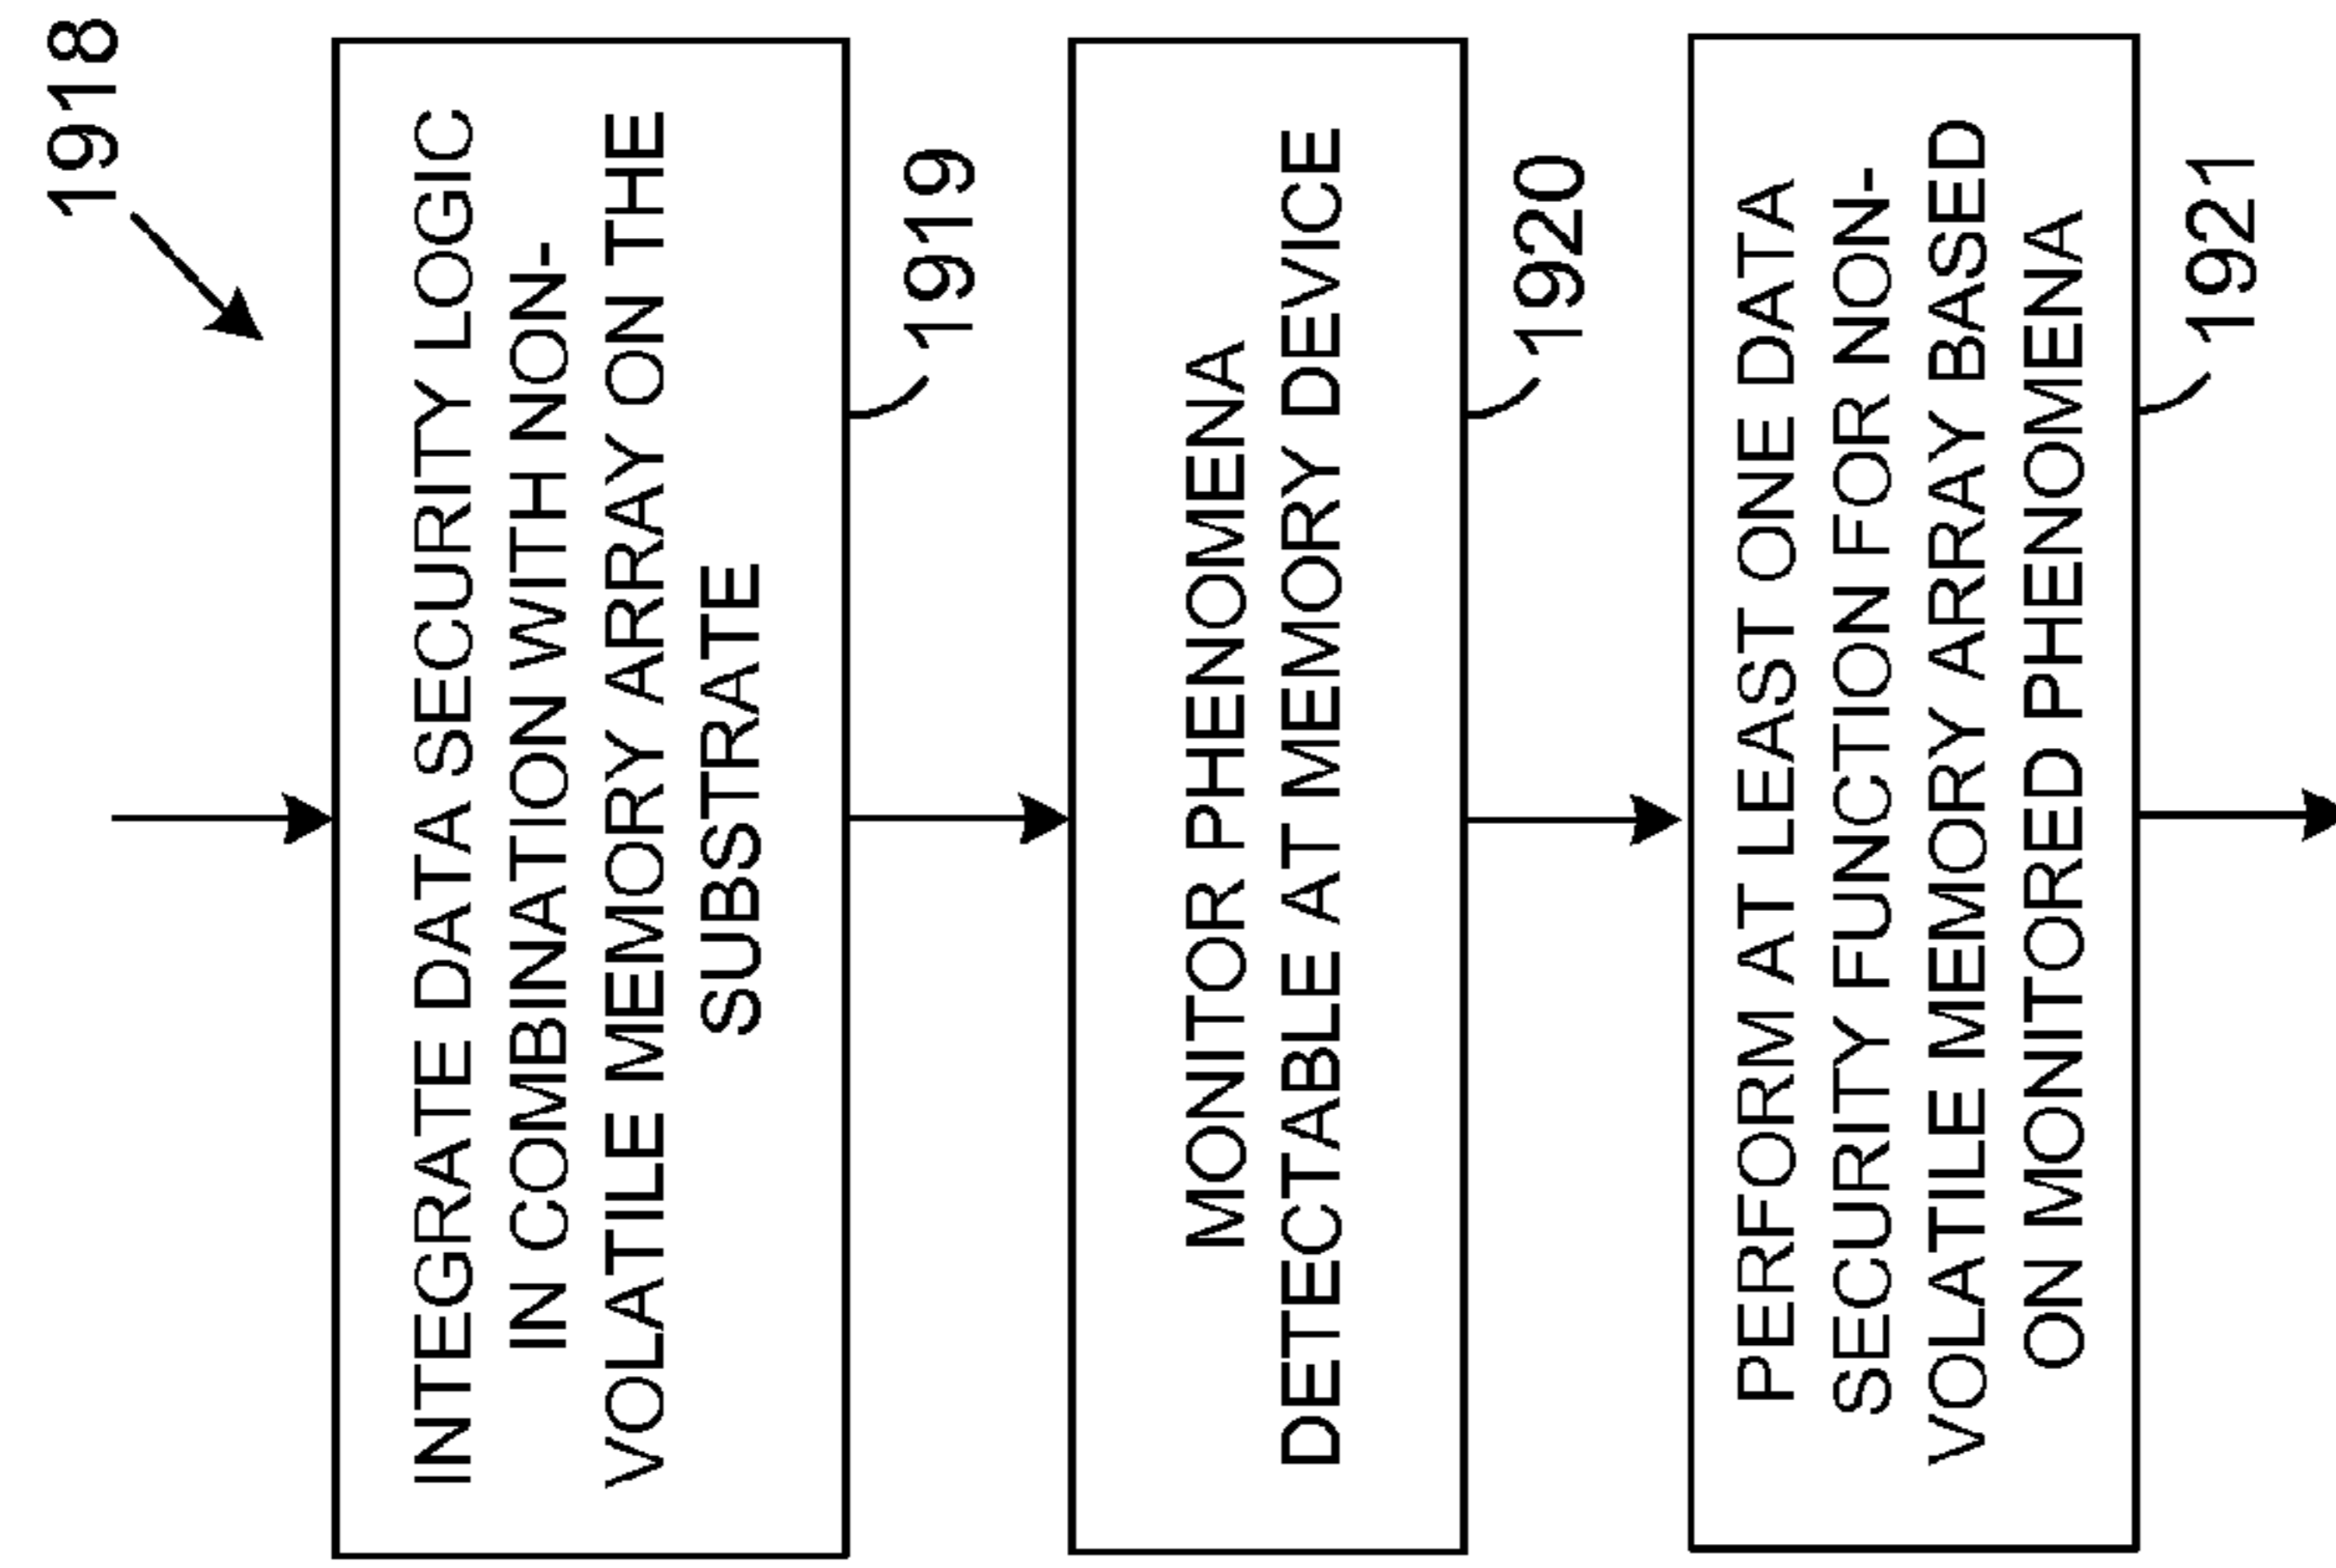 1918
INTEGRATE DATA SECURITY LOGIC
IN COMBINATION WITH NON-
VOLATILE MEMORY ARRAY ON THE
SUBSTRATE
1919
MONITOR PHENOMENA
DETECTABLE AT MEMORY DEVICE
1920
PERFORM AT LEAST ONE DATA
SECURITY FUNCTION FOR NON-
VOLATILE MEMORY ARRAY BASED
ON MONITORED PHENOMENA
1921